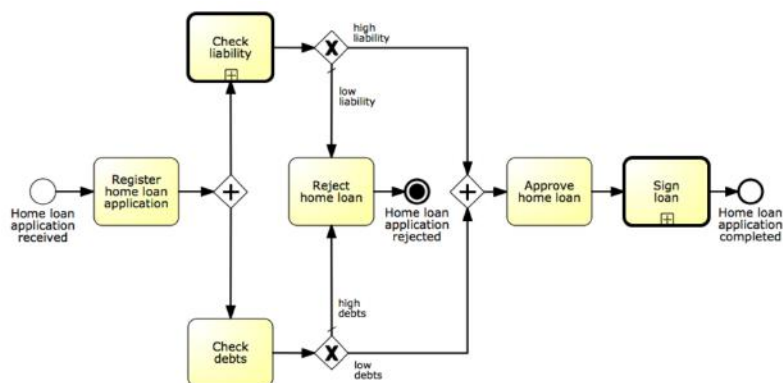 Check
liability
high
liability
low
liability
Register
home loan
application
Reject
home loan
Approve
home loan
Sign
loan
Home loan
application
received
Home loan
application
rejected
Home loan
application
completed
high
debts
Check
debts
low
debts